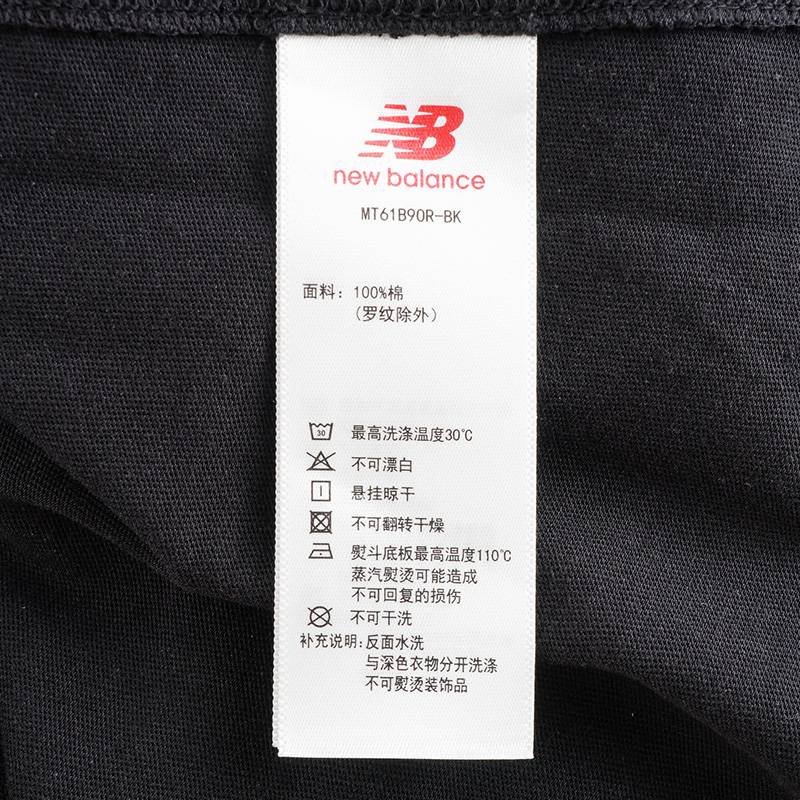 NB
new balance
MT61B90R-BK
面料：100%棉
（罗纹除外）
30 最高洗涤温度30℃
不可漂白
悬挂晾干
不可翻转干燥
熨斗底板最高温度110℃
蒸汽熨烫可能造成
不可回复的损伤
不可干洗
补充说明：反面水洗
与深色衣物分开洗涤
不可熨烫装饰品